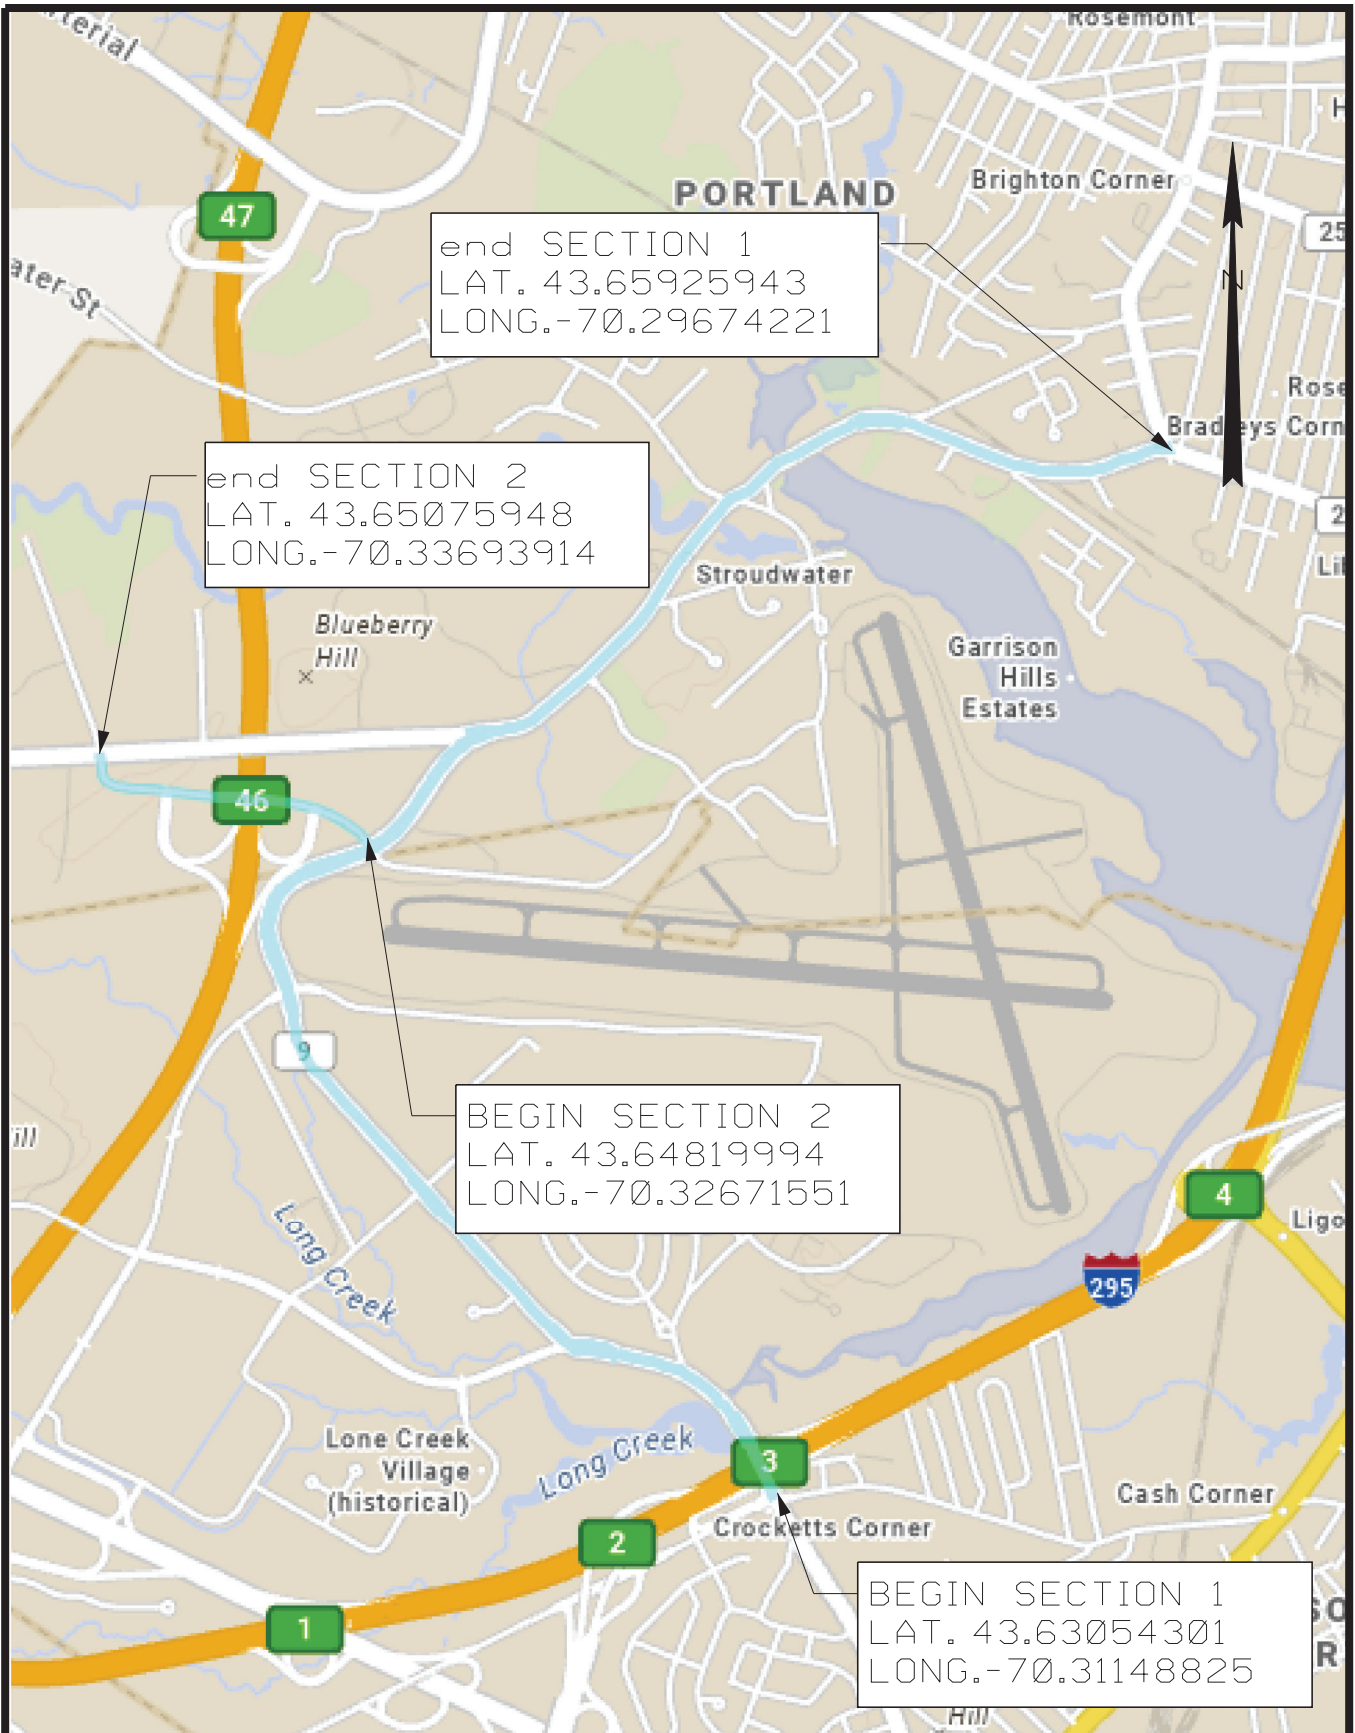 Rosemont
47
PORTLAND
Brighton Corner
25
N
end SECTION 1
LAT. 43.65925943
LONG.-70.29674221
end SECTION 2
LAT. 43.65075948
LONG.-70.33693914
Stroudwater
Blueberry
Hill
Garrison
Hills
Estates
46
9
BEGIN SECTION 2
LAT. 43.64819994
LONG.-70.32671551
4
295
Long Creek
Lone Creek
Village
(historical)
Long Creek
3
Cash Corner
2
Crocketts Corner
1
BEGIN SECTION 1
LAT. 43.63054301
LONG.-70.31148825
Hill